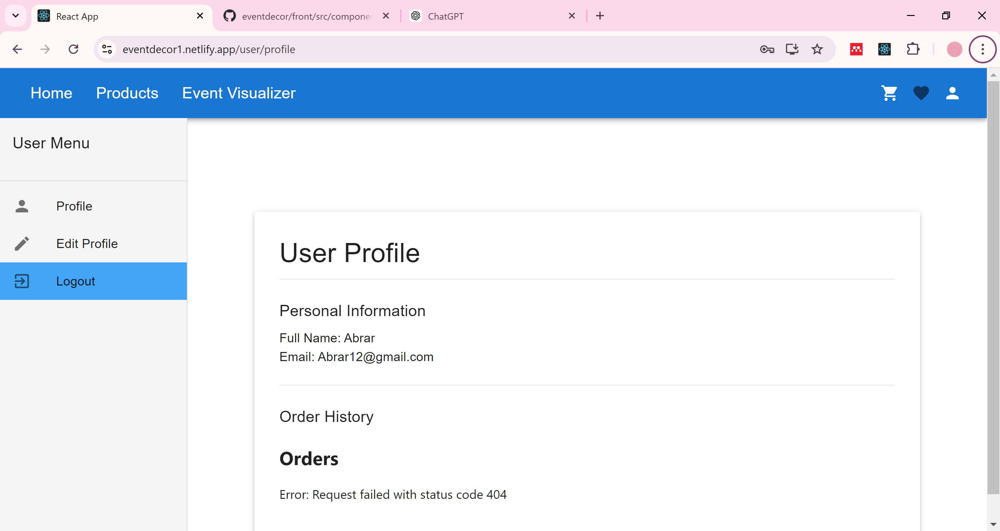 React App
eventdecor/front/src/compone
ChatGPT
eventdecor1.netlify.app/user/profile
Home Products Event Visualizer
User Menu
Profile
Edit Profile
Logout
User Profile
Personal Information
Full Name: Abrar
Email: Abrar12@gmail.com
Order History
Orders
Error: Request failed with status code 404